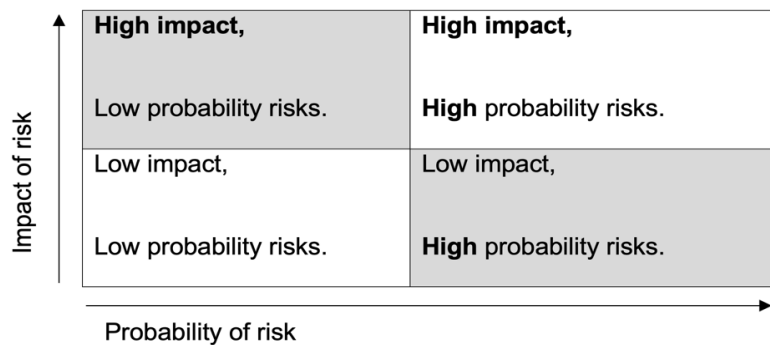 High impact,
Low probability risks.
High impact,
High probability risks.
Low impact,
Low probability risks.
Low impact,
High probability risks.
Impact of risk
Probability of risk